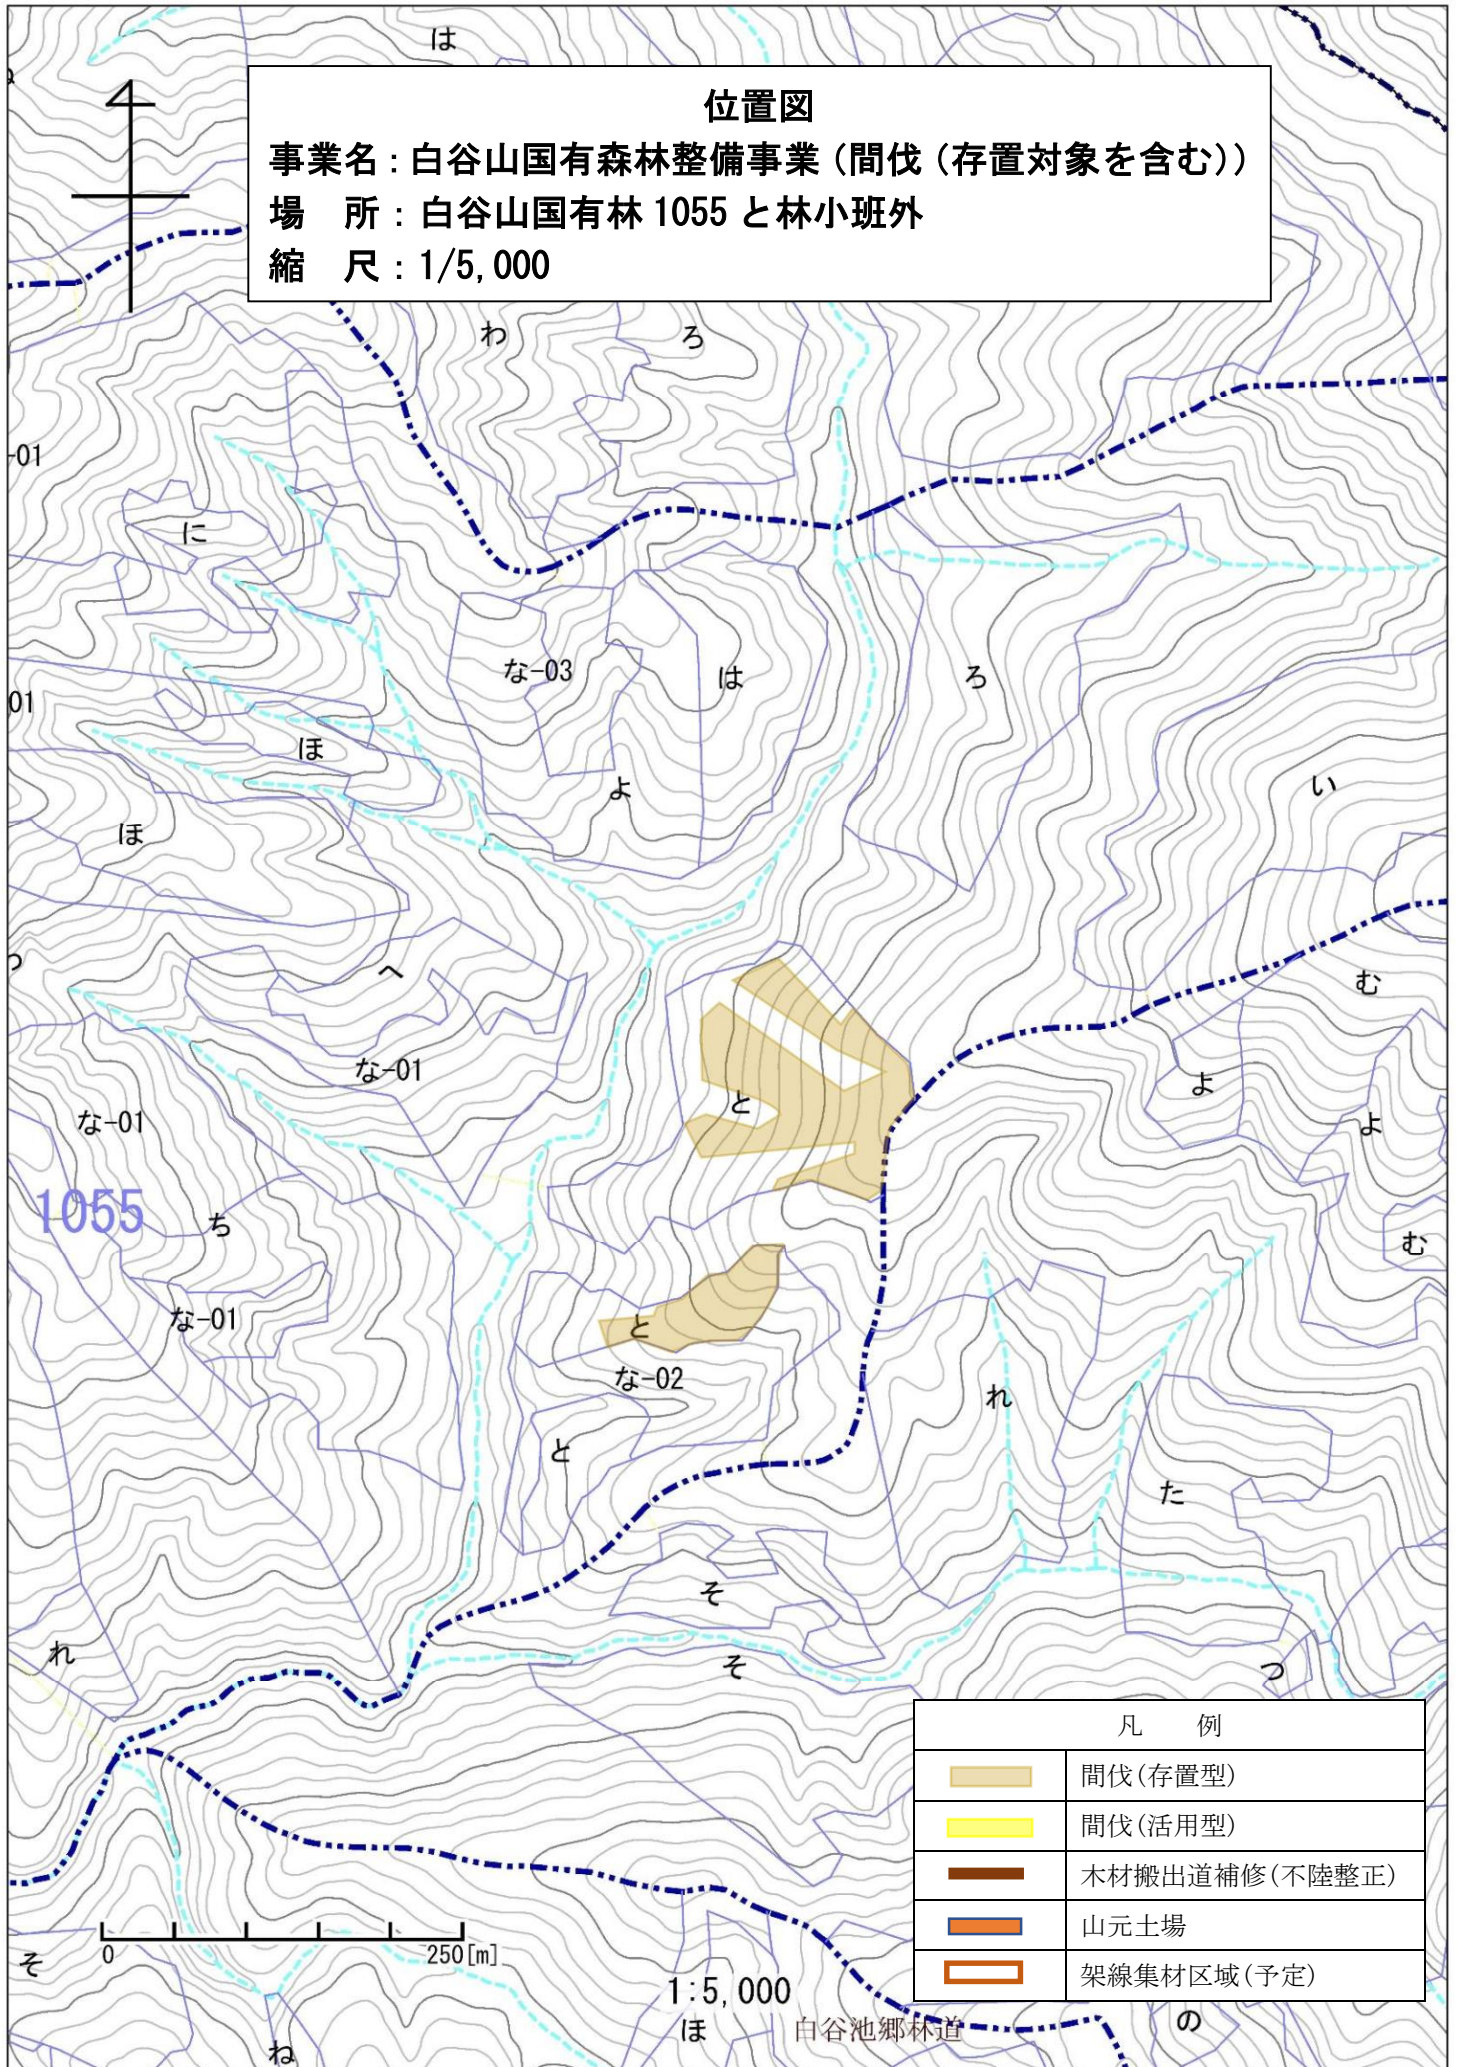 は
位置図
事業名：白谷山国有森林整備事業（間伐（存置対象を含む））
場　所：白谷山国有林 1055 と林小班外
縮　尺：1/5,000
わ
ろ
-01
に
な-03
は
ろ
01
ほ
よ
い
ほ
へ
む
な-01
と
よ
な-01
よ
1055
ち
む
な-01
と
な-02
れ
と
た
そ
れ
そ
つ
凡　例
間伐(存置型)
間伐(活用型)
木材搬出道補修(不陸整正)
山元土場
架線集材区域(予定)
そ
0
250[m]
1:5,000
ほ
白谷池郷林道
の
ね